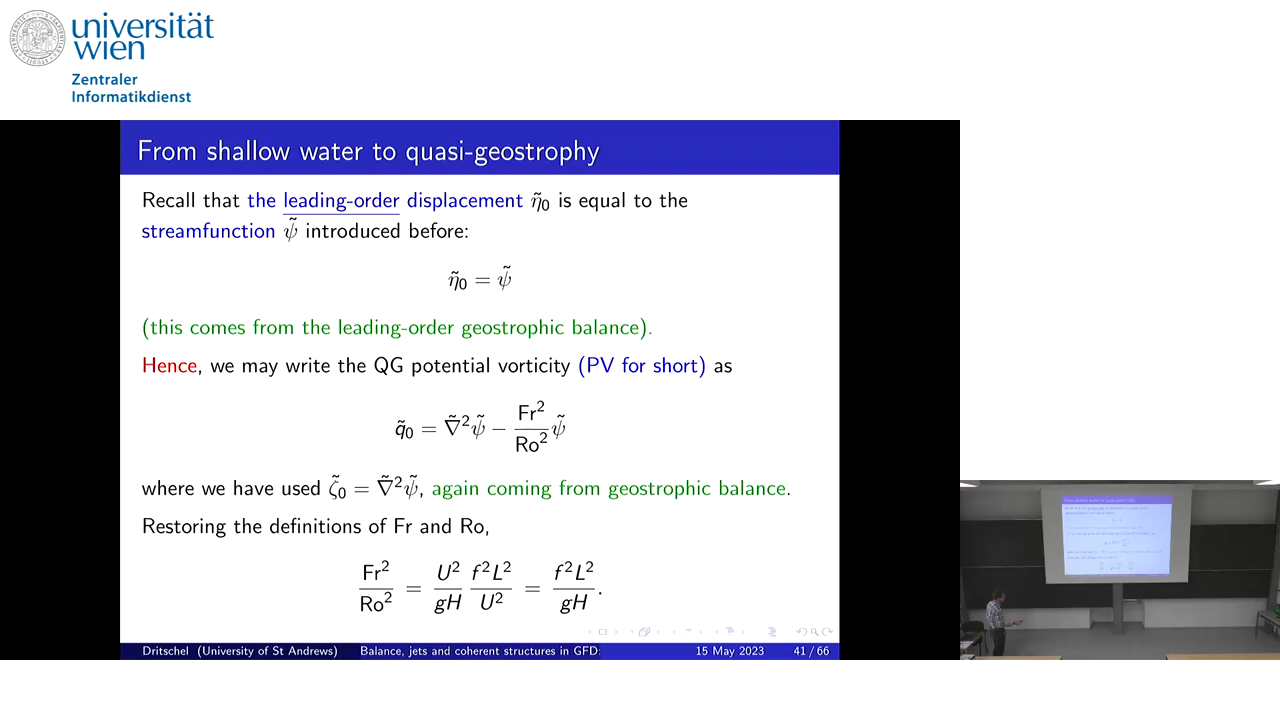 universität
wien
Zentraler
Informatikdienst
From shallow water to quasi-geostrophy
Recall that the leading-order displacement η̃₀ is equal to the
streamfunction ψ̃ introduced before:
η̃₀ = ψ̃
(this comes from the leading-order geostrophic balance).
Hence, we may write the QG potential vorticity (PV for short) as
q̃₀ = ∇̃²ψ̃ − Fr²/Ro² ψ̃
where we have used ζ̃₀ = ∇̃²ψ̃, again coming from geostrophic balance.
Restoring the definitions of Fr and Ro,
Fr²/Ro² = U²/gH f²L²/U² = f²L²/gH.
Dritschel (University of St Andrews) Balance, jets and coherent structures in GFD: 15 May 2023 41 / 66